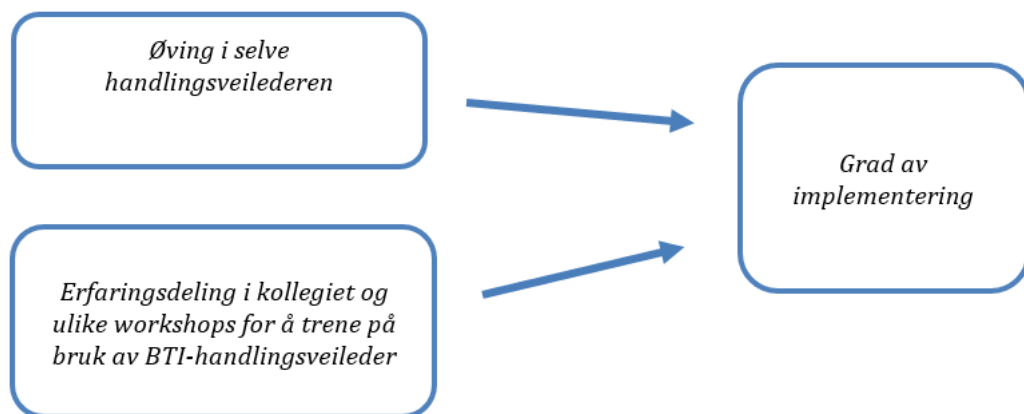 Øving i selve
handlingsveilederen
Erfaringsdeling i kollegiet og
ulike workshops for å trene på
bruk av BTI-handlingsveileder
Grad av
implementering